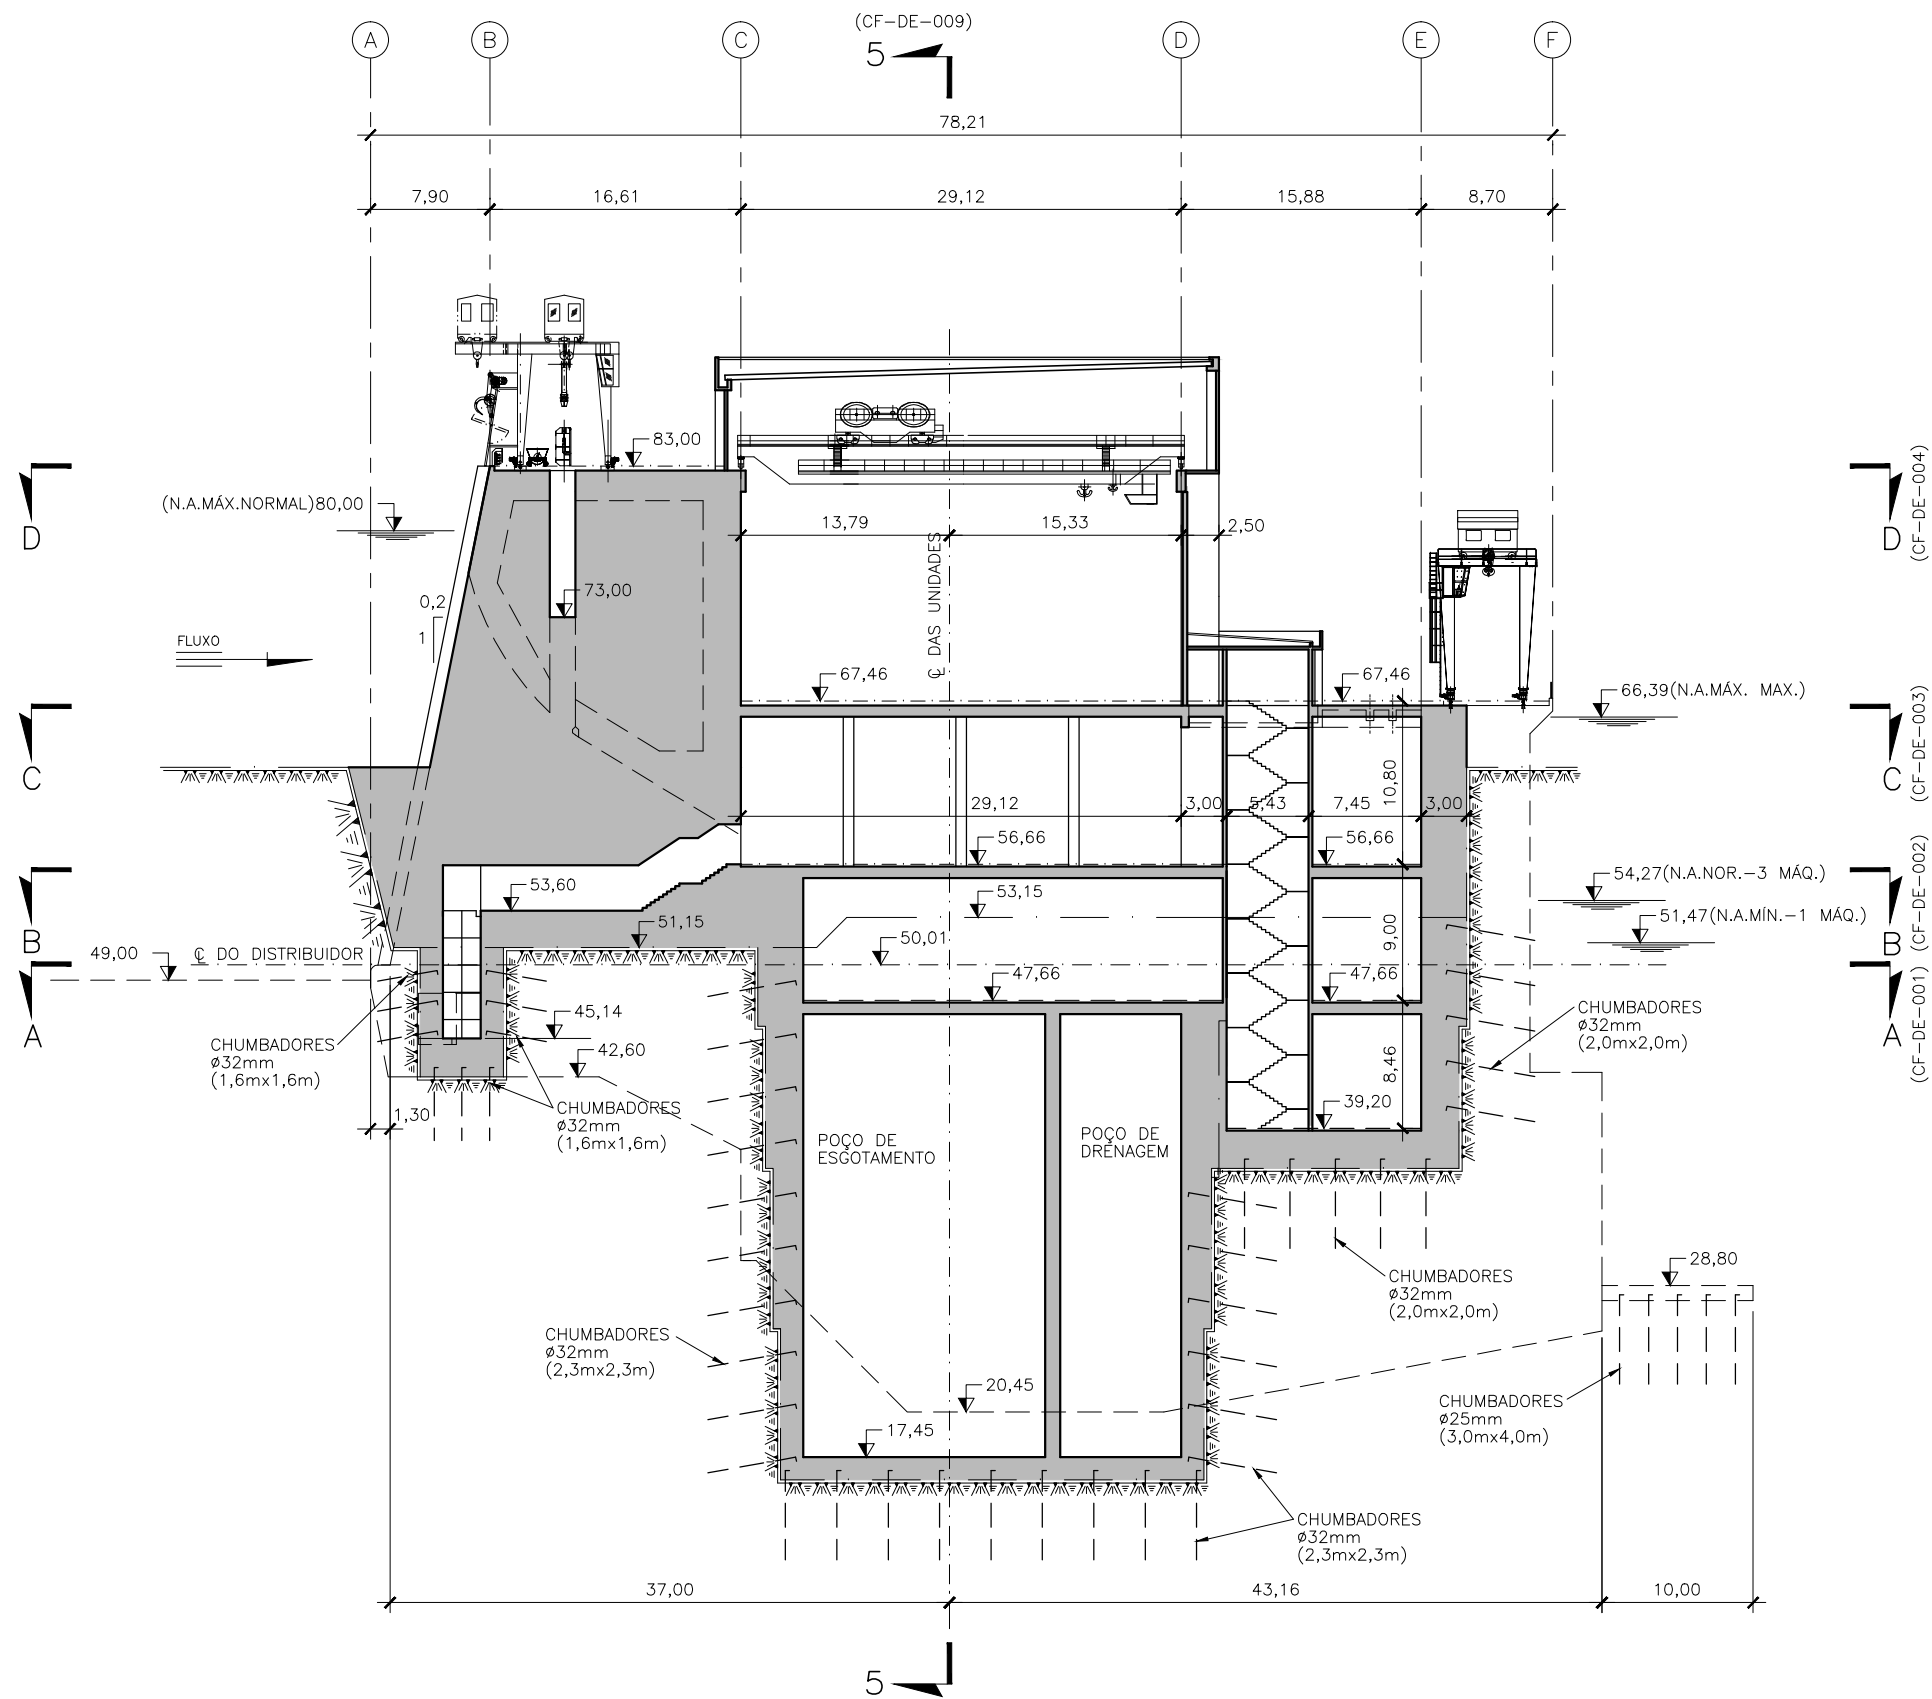 (CF-DE-009)
A
B
C
D
E
F
5
78,21
7,90
16,61
29,12
15,88
8,70
83,00
(N.A.MÁX.NORMAL)80,00
D
D
(CF-DE-004)
13,79
15,33
2,50
℄ DAS UNIDADES
73,00
0,2
1
FLUXO
67,46
67,46
66,39(N.A.MÁX. MAX.)
C
C
(CF-DE-003)
10,80
29,12
3,00
5,43
7,45
3,00
56,66
56,66
54,27(N.A.NOR.-3 MÁQ.)
53,60
53,15
51,47(N.A.MÍN.-1 MÁQ.)
B
B
(CF-DE-002)
51,15
9,00
49,00
℄ DO DISTRIBUIDOR
50,01
47,66
47,66
A
A
(CF-DE-001)
45,14
CHUMBADORES
ø32mm
(1,6mx1,6m)
42,60
CHUMBADORES
ø32mm
(2,0mx2,0m)
8,46
1,30
CHUMBADORES
ø32mm
(1,6mx1,6m)
39,20
POÇO DE
ESGOTAMENTO
POÇO DE
DRENAGEM
28,80
CHUMBADORES
ø32mm
(2,0mx2,0m)
CHUMBADORES
ø32mm
(2,3mx2,3m)
20,45
CHUMBADORES
ø25mm
(3,0mx4,0m)
17,45
CHUMBADORES
ø32mm
(2,3mx2,3m)
37,00
43,16
10,00
5